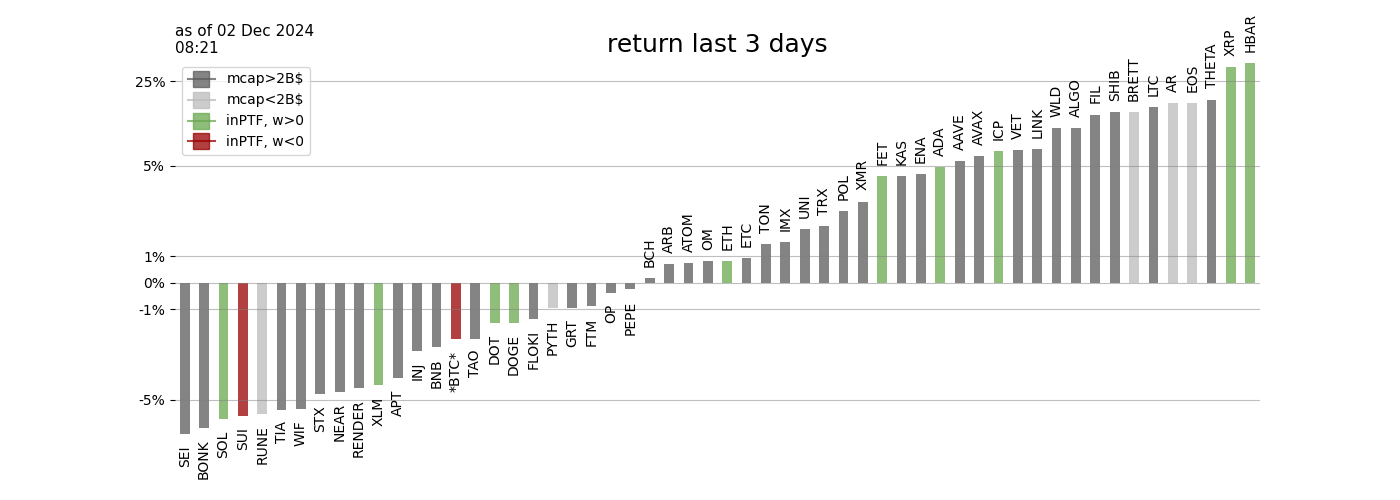 as of 02 Dec 2024
08:21
return last 3 days
mcap>2B$
mcap<2B$
inPTF, w>0
inPTF, w<0
25%
5%
1%
0%
-1%
-5%
SEI
BONK
SOL
SUI
RUNE
TIA
WIF
STX
NEAR
RENDER
XLM
APT
INJ
BNB
*BTC*
TAO
DOT
DOGE
FLOKI
PYTH
GRT
FTM
OP
PEPE
BCH
ARB
ATOM
OM
ETH
ETC
TON
IMX
UNI
TRX
POL
XMR
FET
KAS
ENA
ADA
AAVE
AVAX
ICP
VET
LINK
WLD
ALGO
FIL
SHIB
BRETT
LTC
AR
EOS
THETA
XRP
HBAR